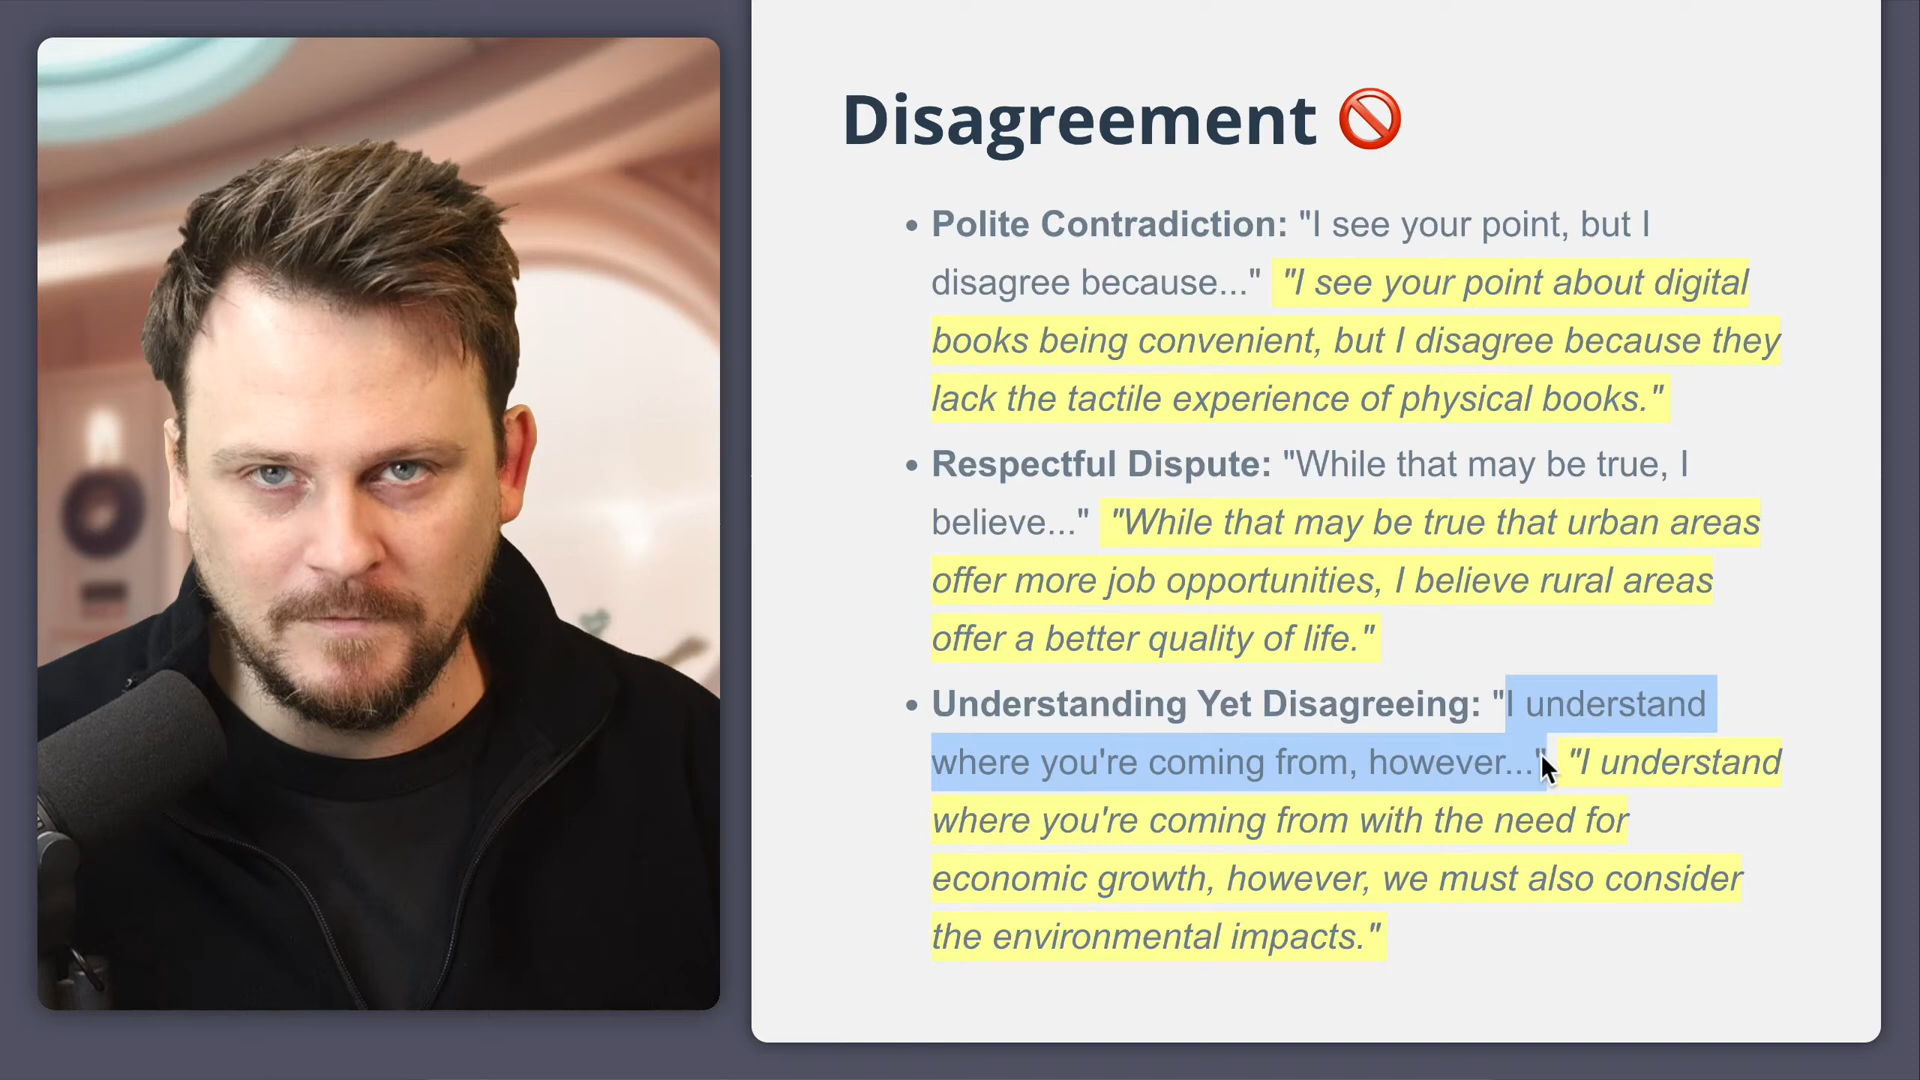 Disagreement 🚫
• Polite Contradiction: "I see your point, but I
disagree because..." "I see your point about digital
books being convenient, but I disagree because they
lack the tactile experience of physical books."
• Respectful Dispute: "While that may be true, I
believe..." "While that may be true that urban areas
offer more job opportunities, I believe rural areas
offer a better quality of life."
• Understanding Yet Disagreeing: "I understand
where you're coming from, however..." "I understand
where you're coming from with the need for
economic growth, however, we must also consider
the environmental impacts."